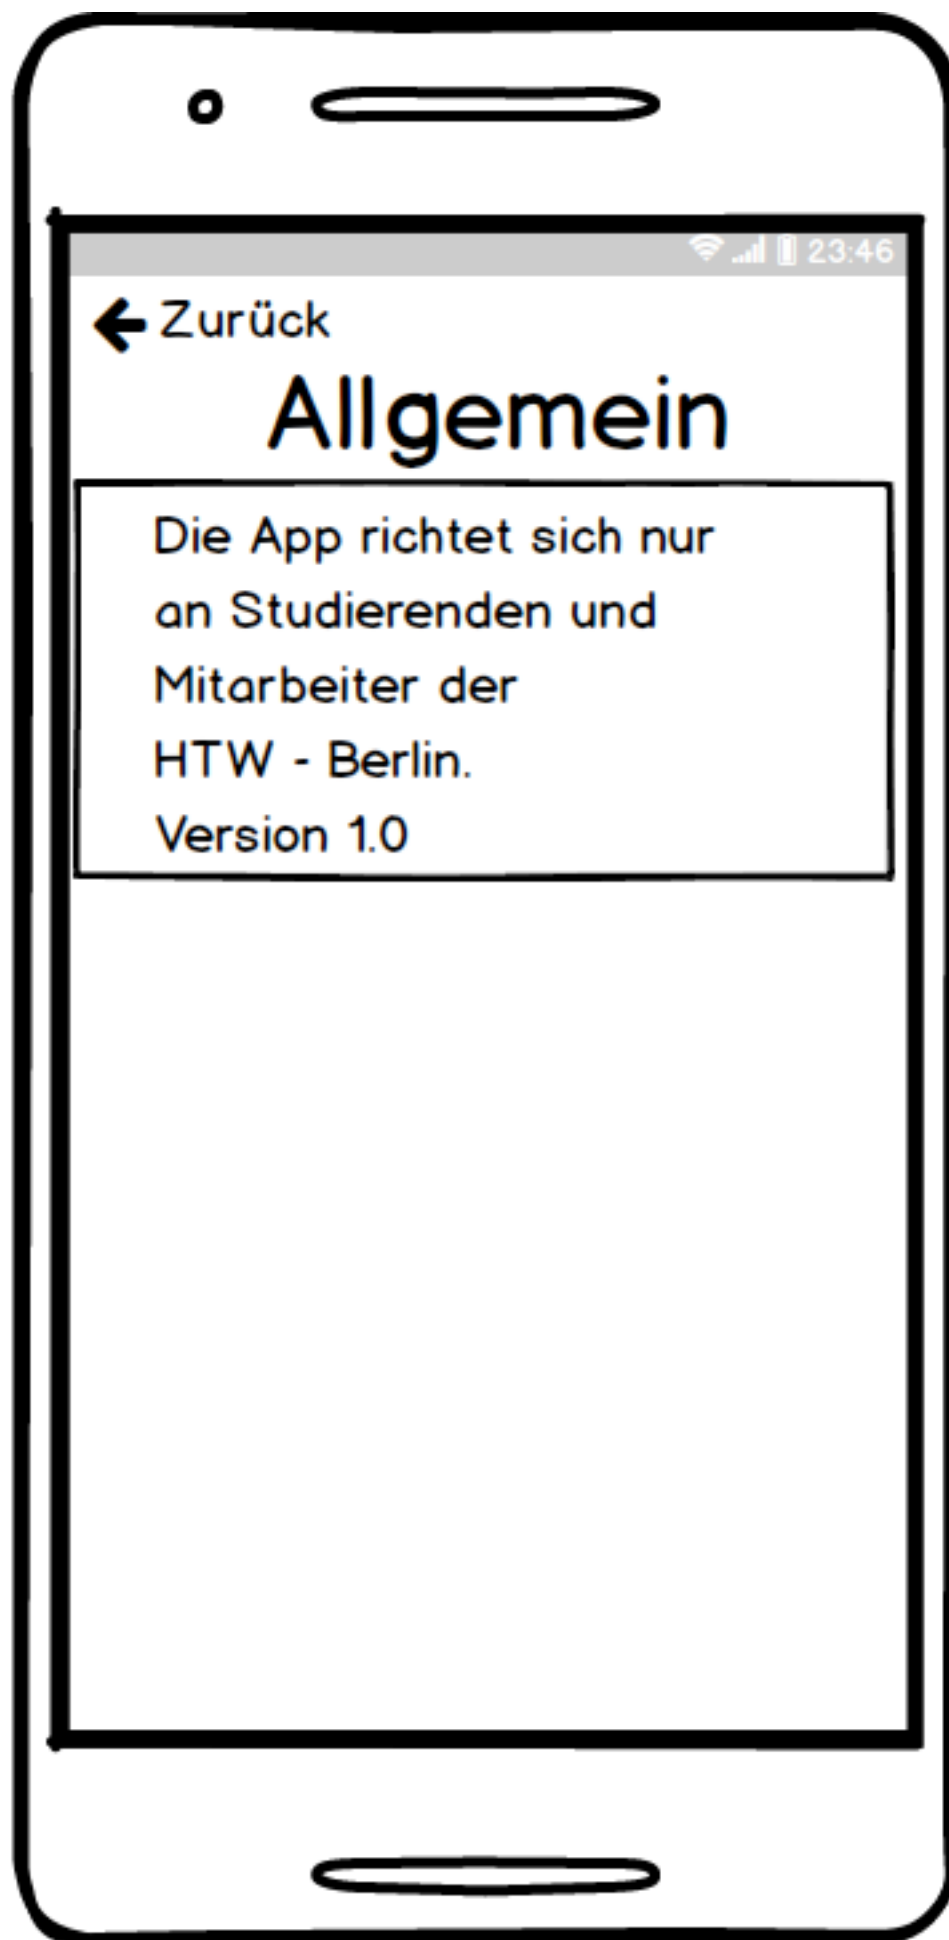 23:46
Zurück
Allgemein
Die App richtet sich nur
an Studierenden und
Mitarbeiter der
HTW - Berlin.
Version 1.0